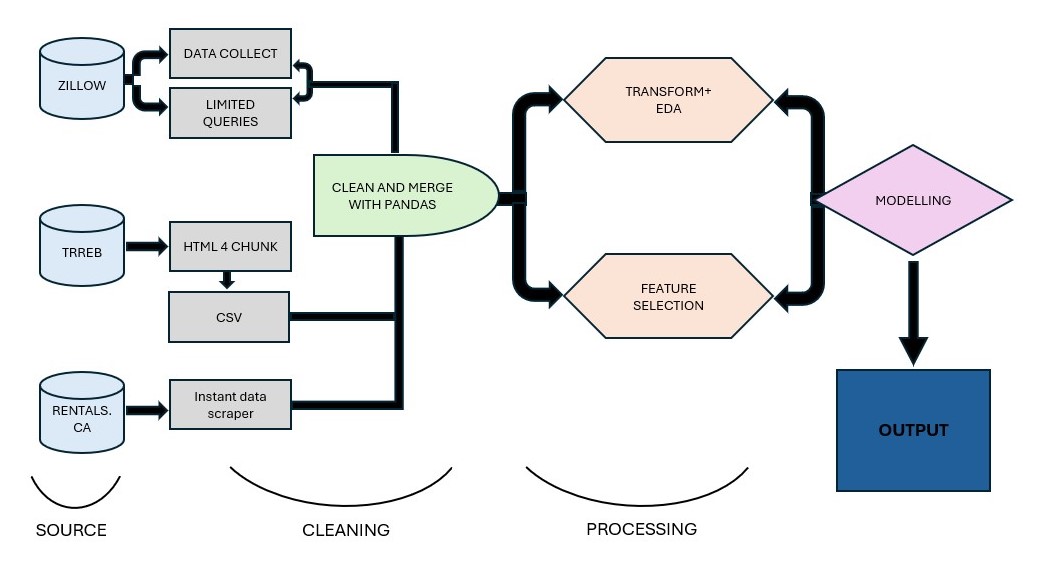 ZILLOW
DATA COLLECT
LIMITED
QUERIES
CLEAN AND MERGE
WITH PANDAS
TRANSFORM+
EDA
MODELLING
TRREB
HTML 4 CHUNK
CSV
FEATURE
SELECTION
RENTALS.
CA
Instant data
scraper
OUTPUT
SOURCE
CLEANING
PROCESSING